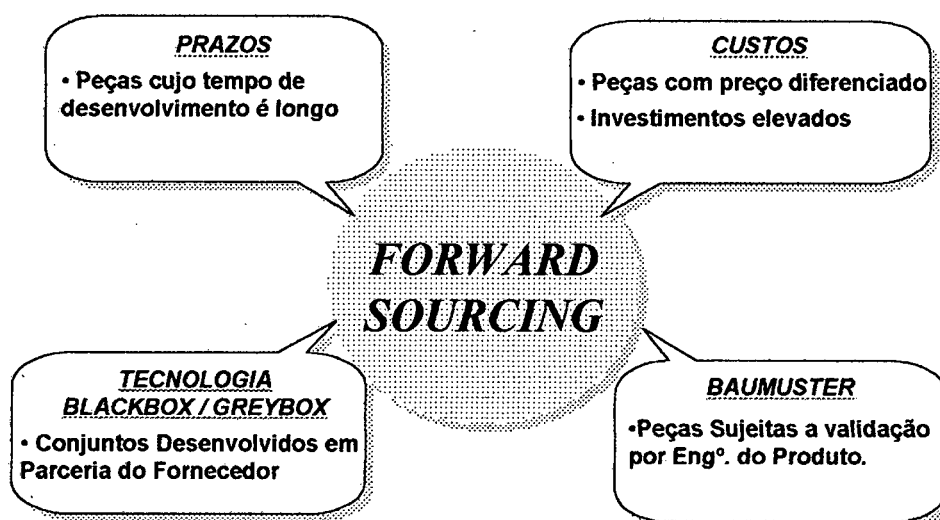 PRAZOS
• Peças cujo tempo de
desenvolvimento é longo
CUSTOS
• Peças com preço diferenciado
• Investimentos elevados
FORWARD
SOURCING
TECNOLOGIA
BLACKBOX / GREYBOX
• Conjuntos Desenvolvidos em
Parceria do Fornecedor
BAUMUSTER
•Peças Sujeitas a validação
por Engº. do Produto.